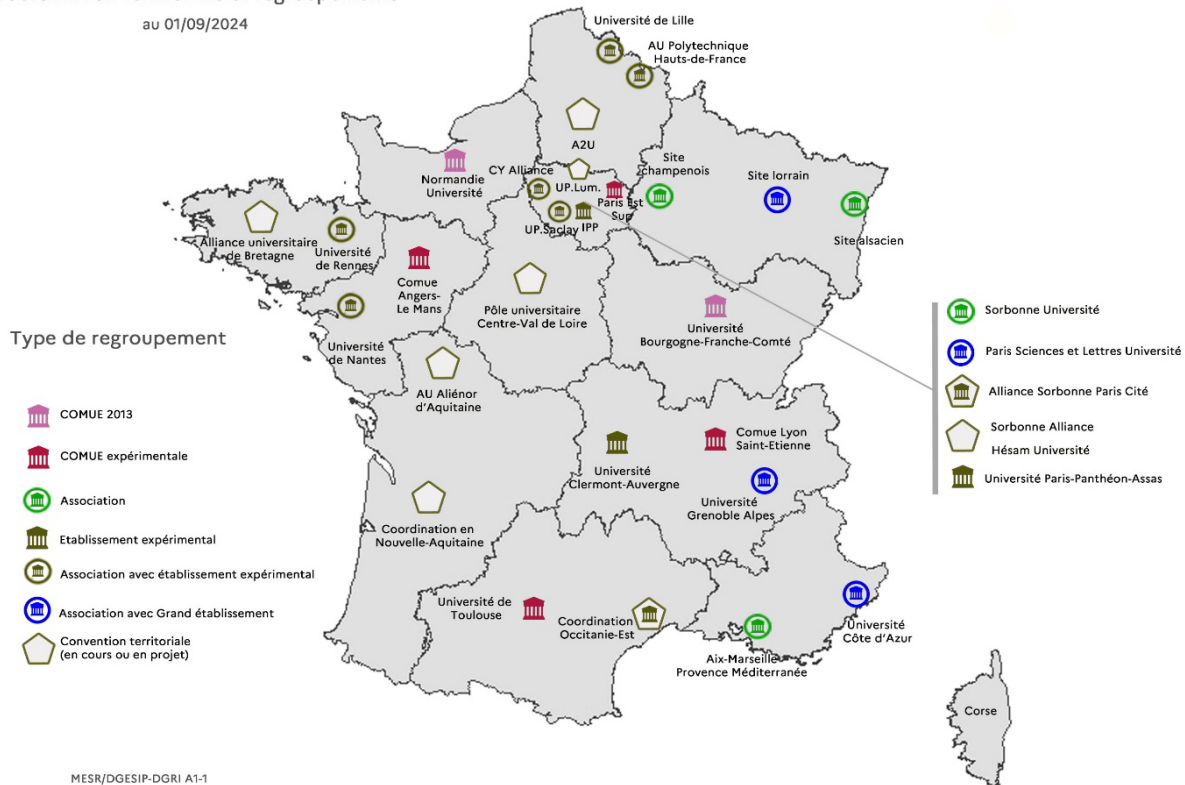 au 01/09/2024
Université de Lille
AU Polytechnique
Hauts-de-France
A2U
Site
champenois
Site lorrain
Site alsacien
CY Alliance
UP.Lum.
Paris Est
Sup
UP.Saclay
IPP
Normandie
Université
Alliance universitaire
de Bretagne
Université
de Rennes
Comue
Angers-
Le Mans
Pôle universitaire
Centre-Val de Loire
Université
Bourgogne-Franche-Comté
Université
de Nantes
AU Aliénor
d'Aquitaine
Université
Clermont-Auvergne
Comue Lyon
Saint-Etienne
Université
Grenoble Alpes
Coordination en
Nouvelle-Aquitaine
Université de
Toulouse
Coordination
Occitanie-Est
Aix-Marseille
Provence Méditerranée
Université
Côte d'Azur
Corse
Sorbonne Université
Paris Sciences et Lettres Université
Alliance Sorbonne Paris Cité
Sorbonne Alliance
Hésam Université
Université Paris-Panthéon-Assas
Type de regroupement
COMUE 2013
COMUE expérimentale
Association
Etablissement expérimental
Association avec établissement expérimental
Association avec Grand établissement
Convention territoriale
(en cours ou en projet)
MESR/DGESIP-DGRI A1-1